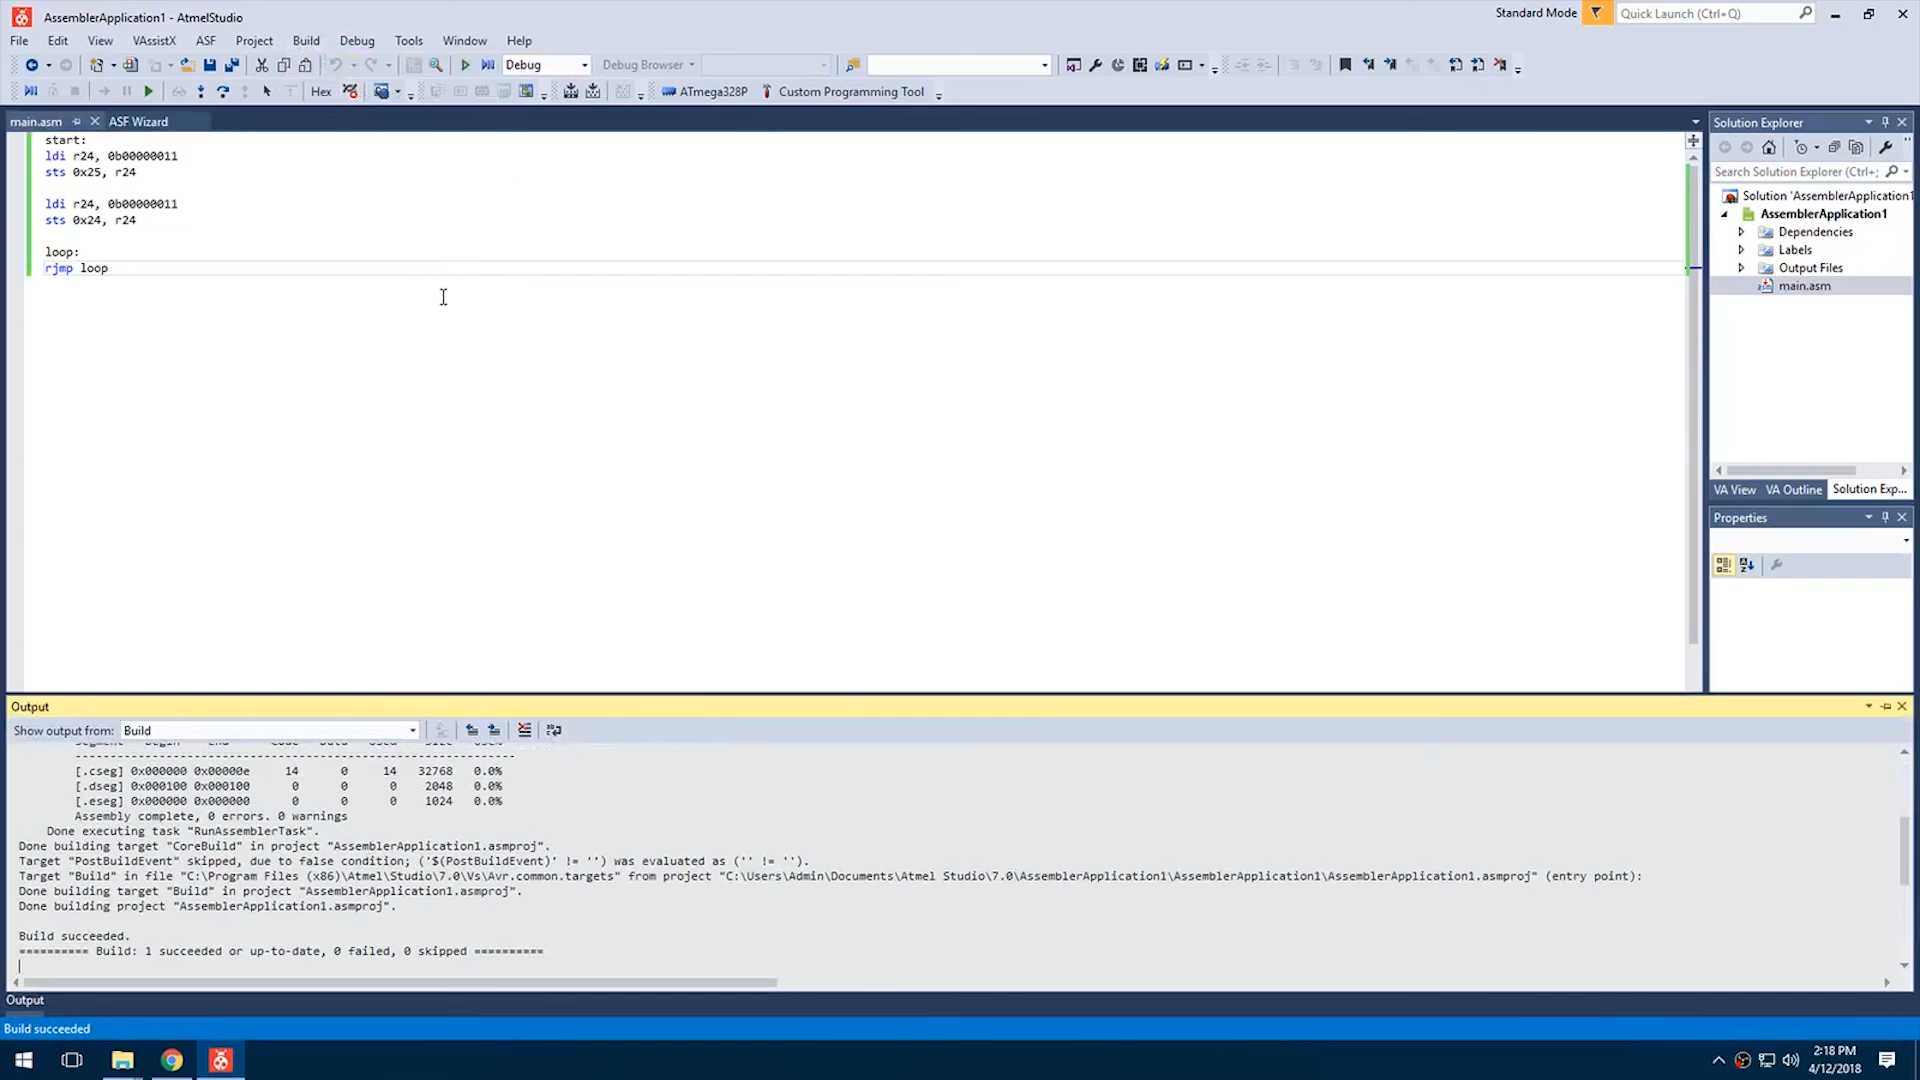 AssemblerApplication1 - AtmelStudio
Standard Mode
Quick Launch (Ctrl+Q)
File Edit View VAssistX ASF Project Build Debug Tools Window Help
Debug
Debug Browser
Hex
ATmega328P
Custom Programming Tool
main.asm
ASF Wizard
start:
ldi r24, 0b00000011
sts 0x25, r24
ldi r24, 0b00000011
sts 0x24, r24
loop:
rjmp loop
Solution Explorer
Search Solution Explorer (Ctrl+;
Solution 'AssemblerApplication1
AssemblerApplication1
Dependencies
Labels
Output Files
main.asm
VA View VA Outline Solution Exp...
Properties
Output
Show output from: Build
Segment Begin End Code Data Used Size Use%
---------------------------------------------------------------
[.cseg] 0x000000 0x00000e 14 0 14 32768 0.0%
[.dseg] 0x000100 0x000100 0 0 0 2048 0.0%
[.eseg] 0x000000 0x000000 0 0 0 1024 0.0%
Assembly complete, 0 errors. 0 warnings
Done executing task "RunAssemblerTask".
Done building target "CoreBuild" in project "AssemblerApplication1.asmproj".
Target "PostBuildEvent" skipped, due to false condition; ('$(PostBuildEvent)' != '') was evaluated as ('' != '').
Target "Build" in file "C:\Program Files (x86)\Atmel\Studio\7.0\Vs\Avr.common.targets" from project "C:\Users\Admin\Documents\Atmel Studio\7.0\AssemblerApplication1\AssemblerApplication1\AssemblerApplication1.asmproj" (entry point):
Done building target "Build" in project "AssemblerApplication1.asmproj".
Done building project "AssemblerApplication1.asmproj".
Build succeeded.
========== Build: 1 succeeded or up-to-date, 0 failed, 0 skipped ==========
Output
Build succeeded
2:18 PM
4/12/2018